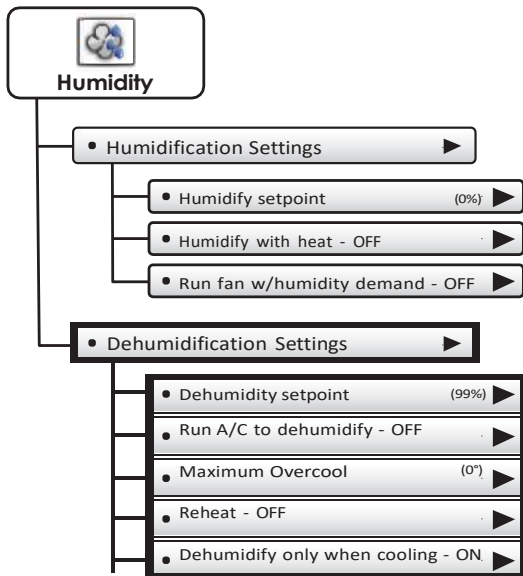 Humidity
• Humidification Settings
• Humidify setpoint (0%)
• Humidify with heat - OFF
• Run fan w/humidity demand - OFF
• Dehumidification Settings
• Dehumidity setpoint (99%)
• Run A/C to dehumidify - OFF
• Maximum Overcool (0°)
• Reheat - OFF
• Dehumidify only when cooling - ON